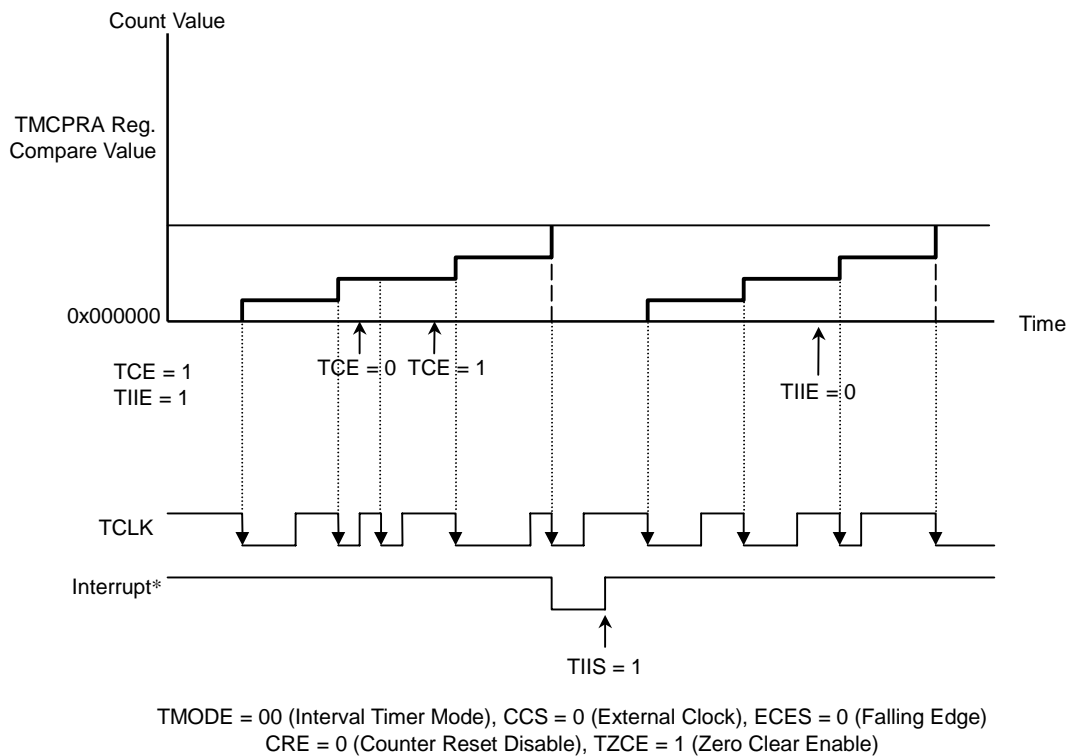 Count Value
TMCPRA Reg.
Compare Value
0x000000
Time
TCE = 1
TIIE = 1
TCE = 0
TCE = 1
TIIE = 0
TCLK
Interrupt*
TIIS = 1
TMODE = 00 (Interval Timer Mode), CCS = 0 (External Clock), ECES = 0 (Falling Edge)
CRE = 0 (Counter Reset Disable), TZCE = 1 (Zero Clear Enable)